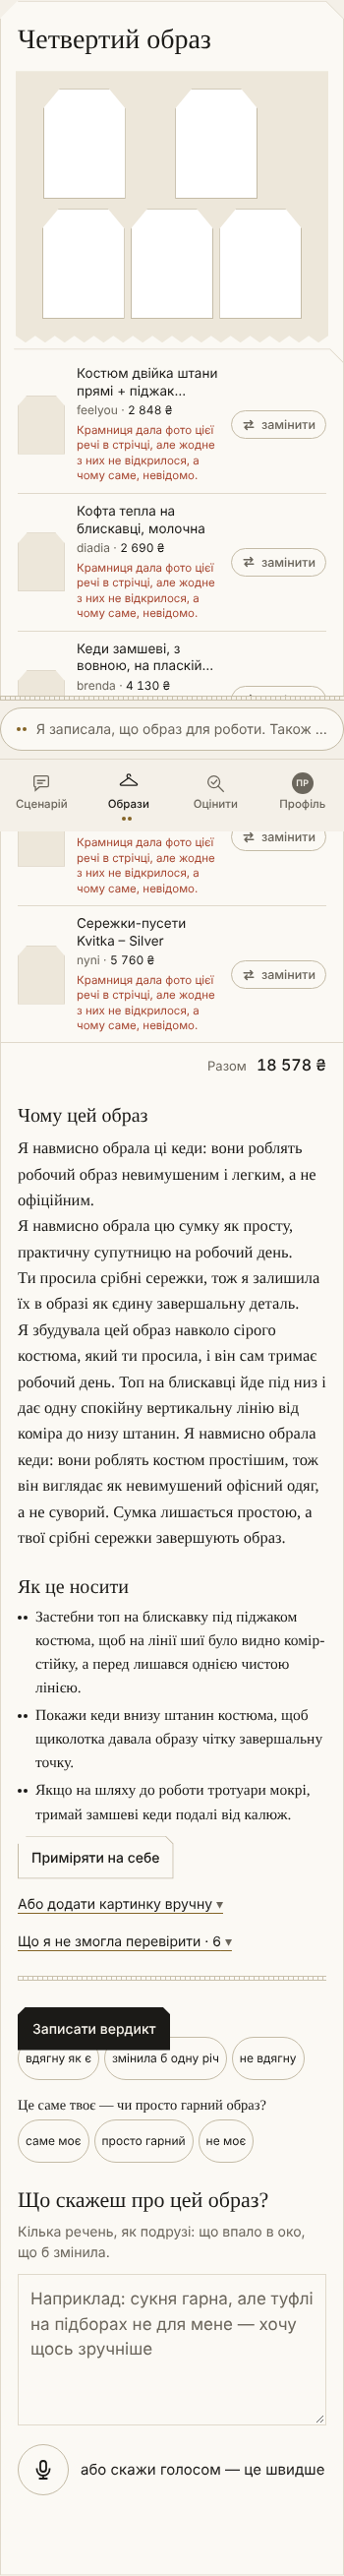 Четвертий образ
Костюм двійка штани
прямі + піджак...
feelyou · 2 848 ₴
Крамниця дала фото цієї
речі в стрічці, але жодне
з них не відкрилося, а
чому саме, невідомо.
замінити
Кофта тепла на
блискавці, молочна
diadia · 2 690 ₴
Крамниця дала фото цієї
речі в стрічці, але жодне
з них не відкрилося, а
чому саме, невідомо.
замінити
Кеди замшеві, з
вовною, на пласкій...
brenda · 4 130 ₴
Я записала, що образ для роботи. Також ...
Сценарій
Образи
Оцінити
ПР
Профіль
замінити
Крамниця дала фото цієї
речі в стрічці, але жодне
з них не відкрилося, а
чому саме, невідомо.
Сережки-пусети
Kvitka – Silver
nyni · 5 760 ₴
Крамниця дала фото цієї
речі в стрічці, але жодне
з них не відкрилося, а
чому саме, невідомо.
замінити
Разом 18 578 ₴
Чому цей образ
Я навмисно обрала ці кеди: вони роблять
робочий образ невимушеним і легким, а не
офіційним.
Я навмисно обрала цю сумку як просту,
практичну супутницю на робочий день.
Ти просила срібні сережки, тож я залишила
їх в образі як єдину завершальну деталь.
Я збудувала цей образ навколо сірого
костюма, який ти просила, і він сам тримає
робочий день. Топ на блискавці йде під низ і
дає одну спокійну вертикальну лінію від
коміра до низу штанин. Я навмисно обрала
кеди: вони роблять костюм простішим, тож
він виглядає як невимушений офісний одяг,
а не суворий. Сумка лишається простою, а
твої срібні сережки завершують образ.
Як це носити
Застебни топ на блискавку під піджаком
костюма, щоб на лінії шиї було видно комір-
стійку, а перед лишався однією чистою
лінією.
Покажи кеди внизу штанин костюма, щоб
щиколотка давала образу чітку завершальну
точку.
Якщо на шляху до роботи тротуари мокрі,
тримай замшеві кеди подалі від калюж.
Приміряти на себе
Або додати картинку вручну ▾
Що я не змогла перевірити · 6 ▾
Записати вердикт
вдягну як є
змінила б одну річ
не вдягну
Це саме твоє — чи просто гарний образ?
саме моє
просто гарний
не моє
Що скажеш про цей образ?
Кілька речень, як подрузі: що впало в око,
що б змінила.
Наприклад: сукня гарна, але туфлі
на підборах не для мене — хочу
щось зручніше
або скажи голосом — це швидше